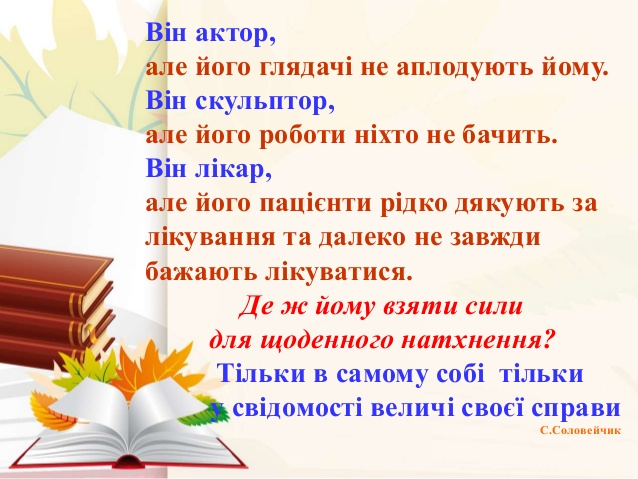 Він актор,
але його глядачі не аплодують йому.
Він скульптор,
але його роботи ніхто не бачить.
Він лікар,
але його пацієнти рідко дякують за
лікування та далеко не завжди
бажають лікуватися.
Де ж йому взяти сили
для щоденного натхнення?
Тільки в самому собі тільки
у свідомості величі своєї справи
С.Соловейчик